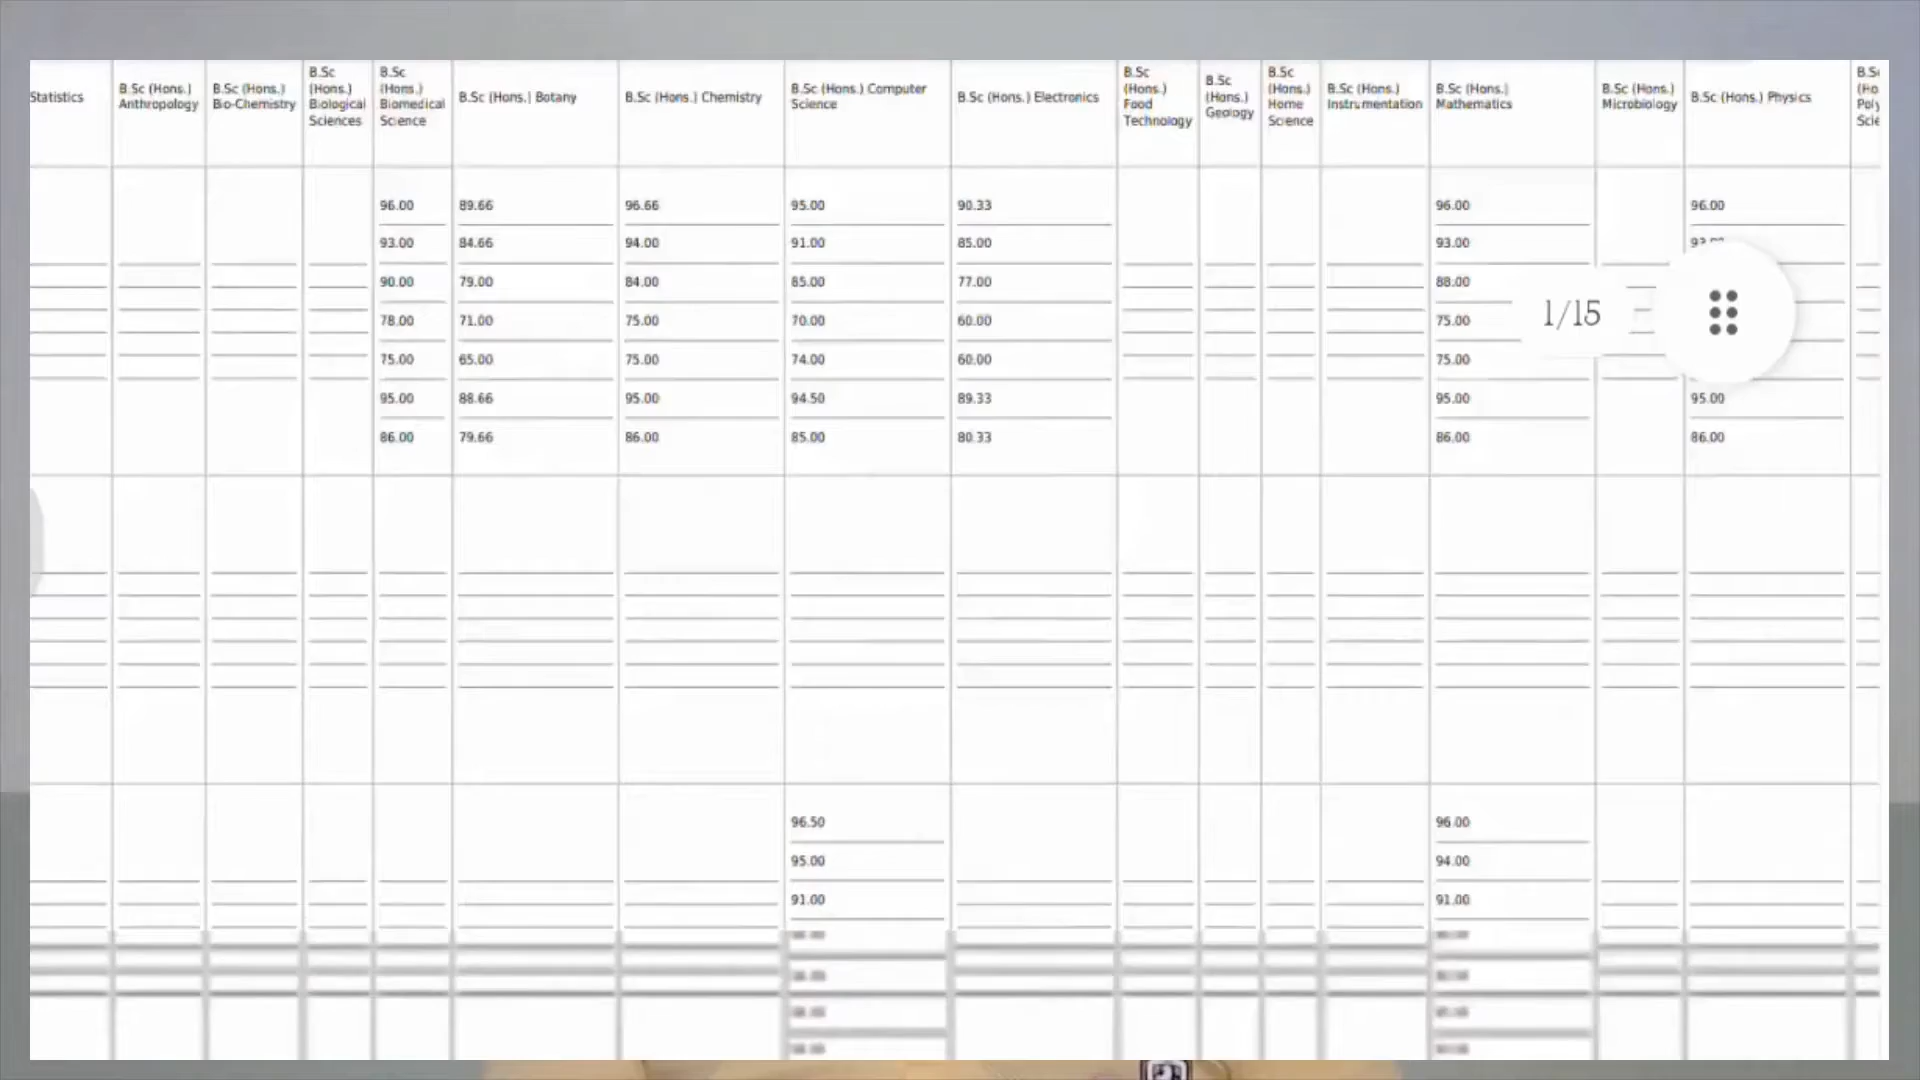 Statistics
B.Sc (Hons.)
Anthropology
B.Sc (Hons.)
Bio-Chemistry
B.Sc
(Hons.)
Biological
Sciences
B.Sc
(Hons.)
Biomedical
Science
B.Sc (Hons.) Botany
B.Sc (Hons.) Chemistry
B.Sc (Hons.) Computer
Science
B.Sc (Hons.) Electronics
B.Sc
(Hons.)
Food
Technology
B.Sc
(Hons.)
Geology
B.Sc
(Hons.)
Home
Science
B.Sc (Hons.)
Instrumentation
B.Sc (Hons.)
Mathematics
B.Sc (Hons.)
Microbiology
B.Sc (Hons.) Physics
96.00 89.66 96.66 95.00 90.33 96.00 96.00
93.00 84.66 94.00 91.00 85.00 93.00
90.00 79.00 84.00 85.00 77.00 88.00
78.00 71.00 75.00 70.00 60.00 75.00 1/15
75.00 65.00 75.00 74.00 60.00 75.00
95.00 88.66 95.00 94.50 89.33 95.00 95.00
86.00 79.66 86.00 85.00 80.33 86.00 86.00
96.50 96.00
95.00 94.00
91.00 91.00